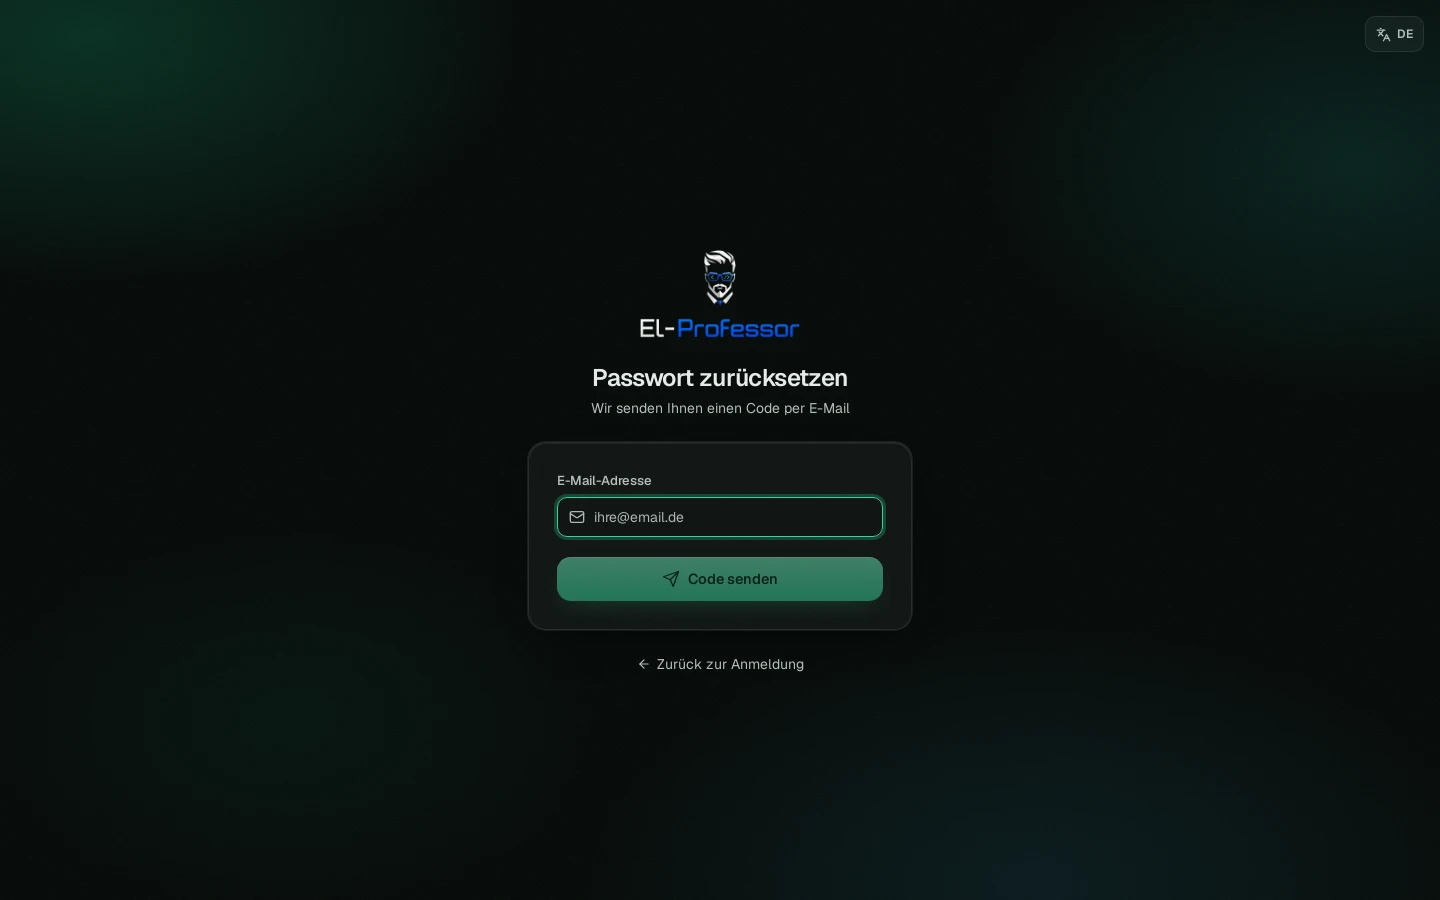 DE
El-Professor
Passwort zurücksetzen
Wir senden Ihnen einen Code per E-Mail
E-Mail-Adresse
ihre@email.de
Code senden
Zurück zur Anmeldung